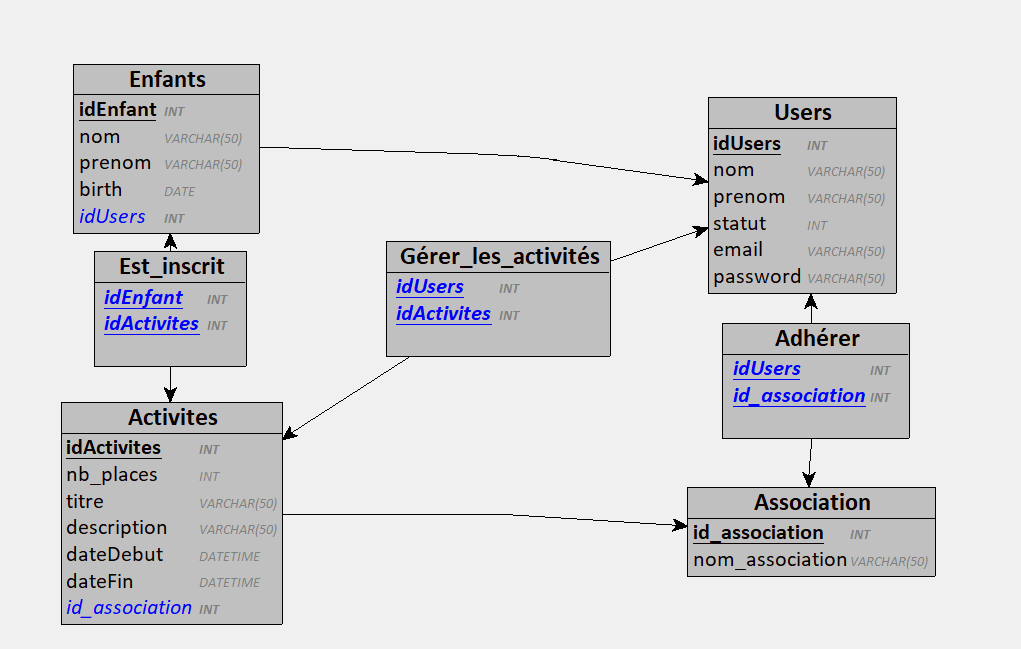 Enfants
idEnfant INT
nom VARCHAR(50)
prenom VARCHAR(50)
birth DATE
idUsers INT
Users
idUsers INT
nom VARCHAR(50)
prenom VARCHAR(50)
statut INT
email VARCHAR(50)
password VARCHAR(50)
Est_inscrit
idEnfant INT
idActivites INT
Gérer_les_activités
idUsers INT
idActivites INT
Adhérer
idUsers INT
id_association INT
Activites
idActivites INT
nb_places INT
titre VARCHAR(50)
description VARCHAR(50)
dateDebut DATETIME
dateFin DATETIME
id_association INT
Association
id_association INT
nom_association VARCHAR(50)